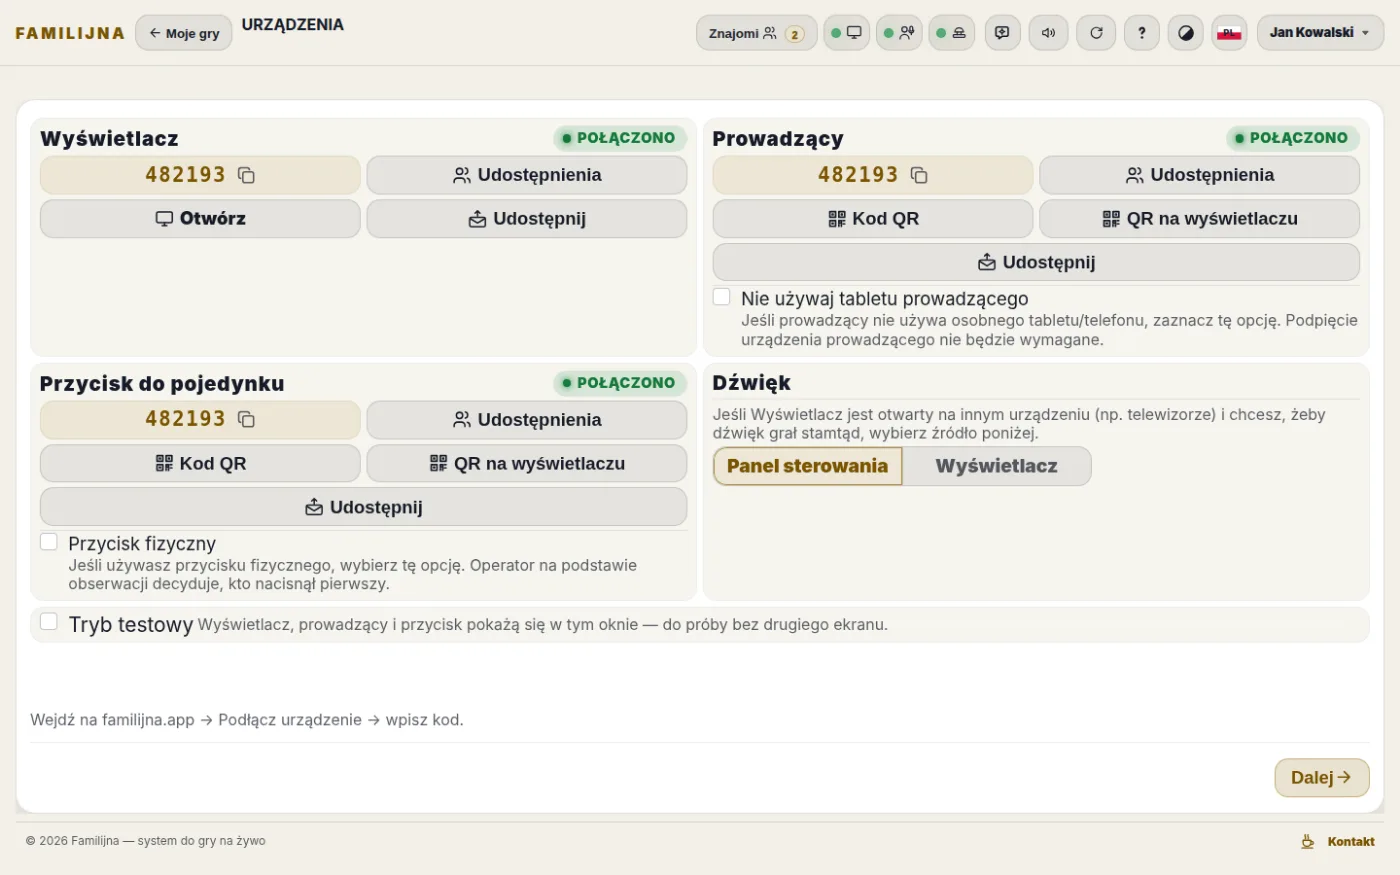 FAMILIJNA
← Moje gry
URZĄDZENIA
Znajomi 2
?
PL
Jan Kowalski
Wyświetlacz
POŁĄCZONO
482193
Udostępnienia
Otwórz
Udostępnij
Prowadzący
POŁĄCZONO
482193
Udostępnienia
Kod QR
QR na wyświetlaczu
Udostępnij
Nie używaj tabletu prowadzącego
Jeśli prowadzący nie używa osobnego tabletu/telefonu, zaznacz tę opcję. Podpięcie
urządzenia prowadzącego nie będzie wymagane.
Przycisk do pojedynku
POŁĄCZONO
482193
Udostępnienia
Kod QR
QR na wyświetlaczu
Udostępnij
Przycisk fizyczny
Jeśli używasz przycisku fizycznego, wybierz tę opcję. Operator na podstawie
obserwacji decyduje, kto nacisnął pierwszy.
Dźwięk
Jeśli Wyświetlacz jest otwarty na innym urządzeniu (np. telewizorze) i chcesz, żeby
dźwięk grał stamtąd, wybierz źródło poniżej.
Panel sterowania
Wyświetlacz
Tryb testowy Wyświetlacz, prowadzący i przycisk pokażą się w tym oknie — do próby bez drugiego ekranu.
Wejdź na familijna.app → Podłącz urządzenie → wpisz kod.
Dalej →
© 2026 Familijna — system do gry na żywo
Kontakt